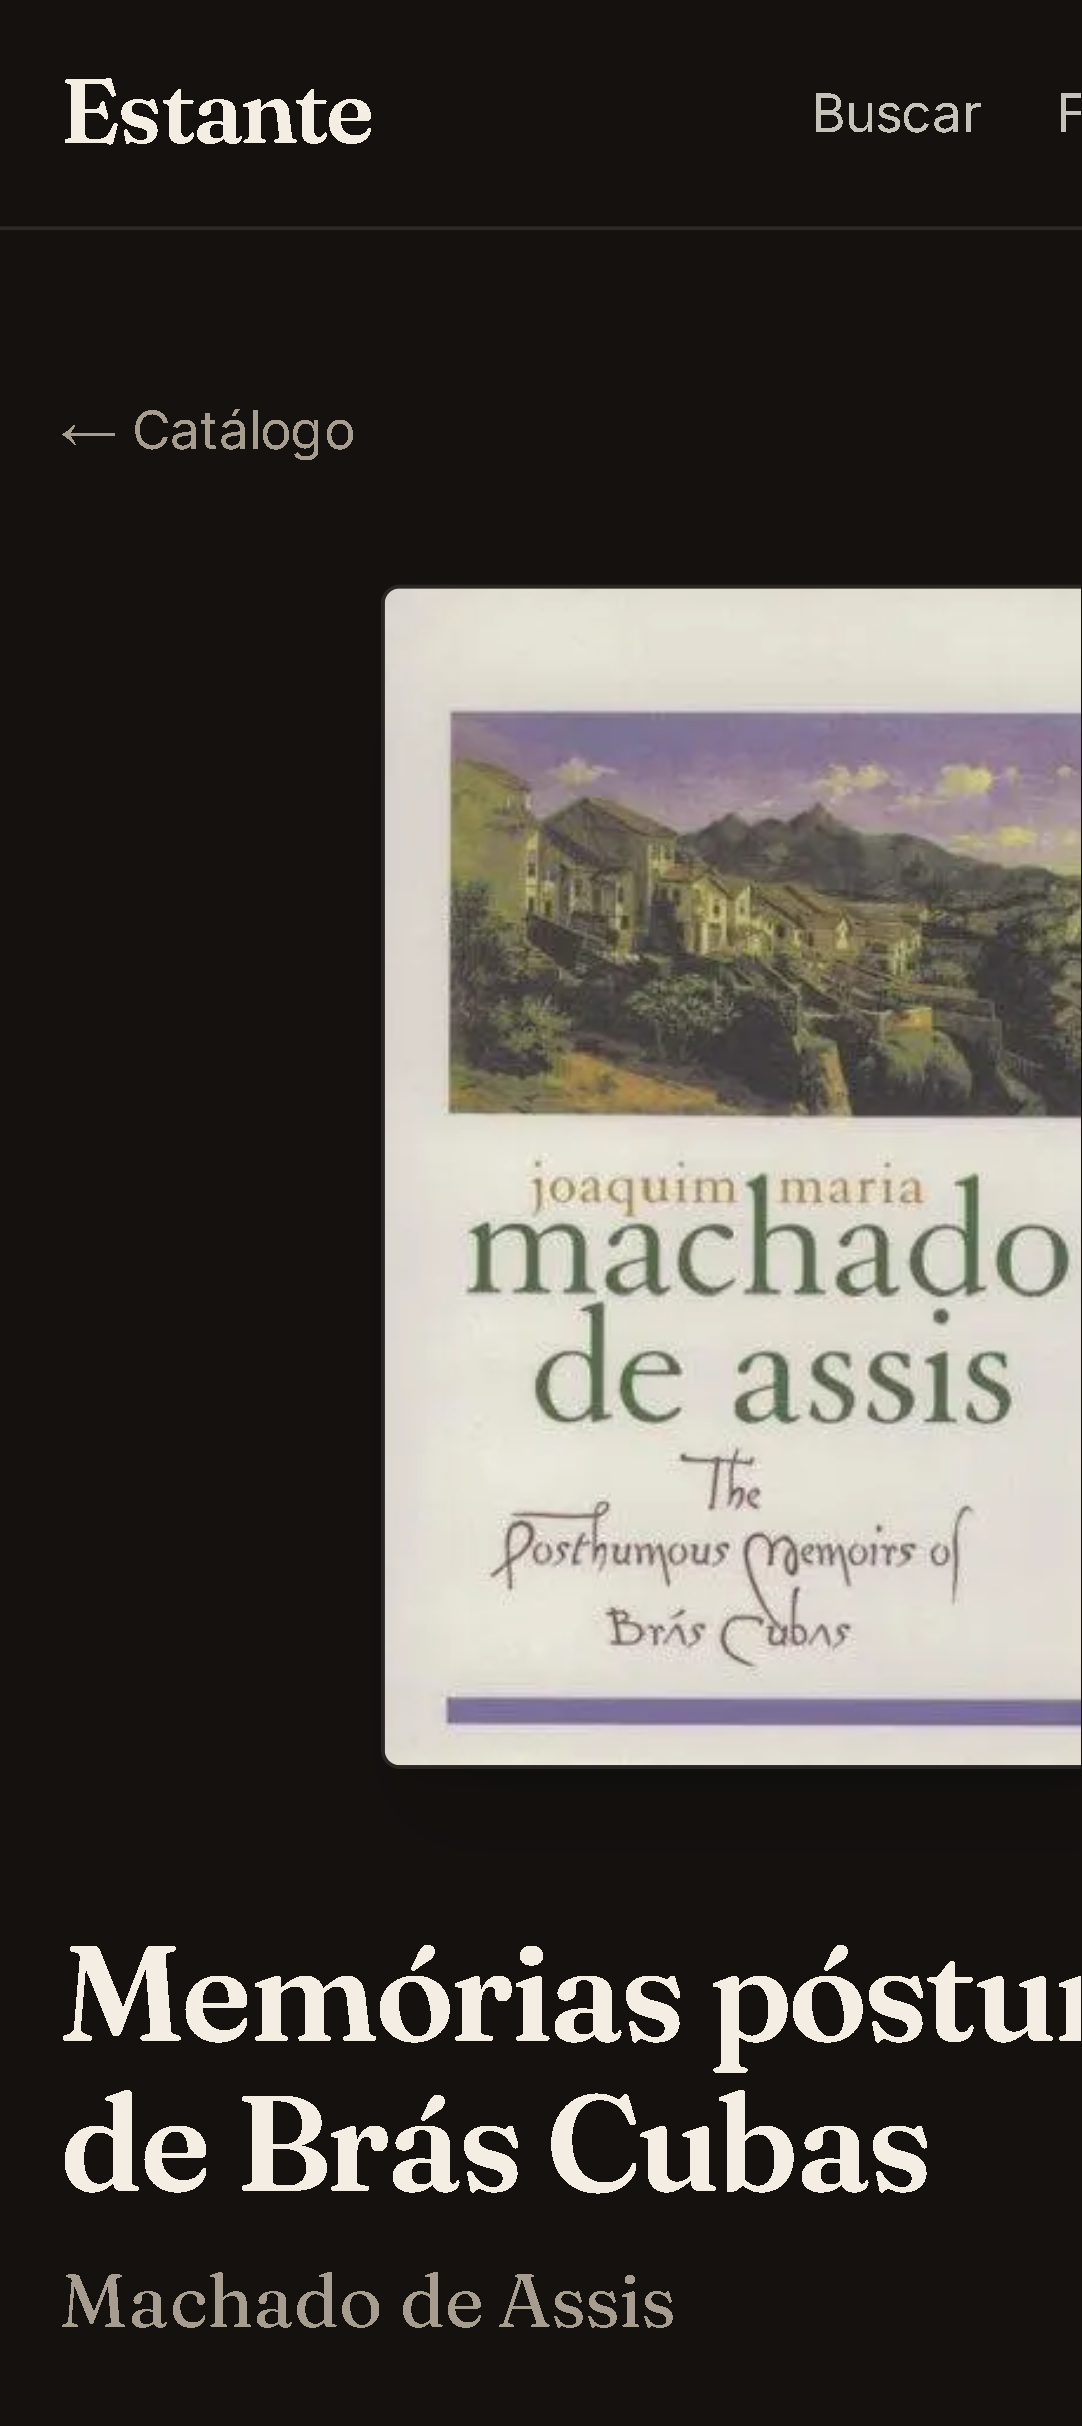 Estante
Buscar F
← Catálogo
joaquim maria
machado
de assis
The
Posthumous Memoirs of
Brás Cubas
Memórias póstu
de Brás Cubas
Machado de Assis